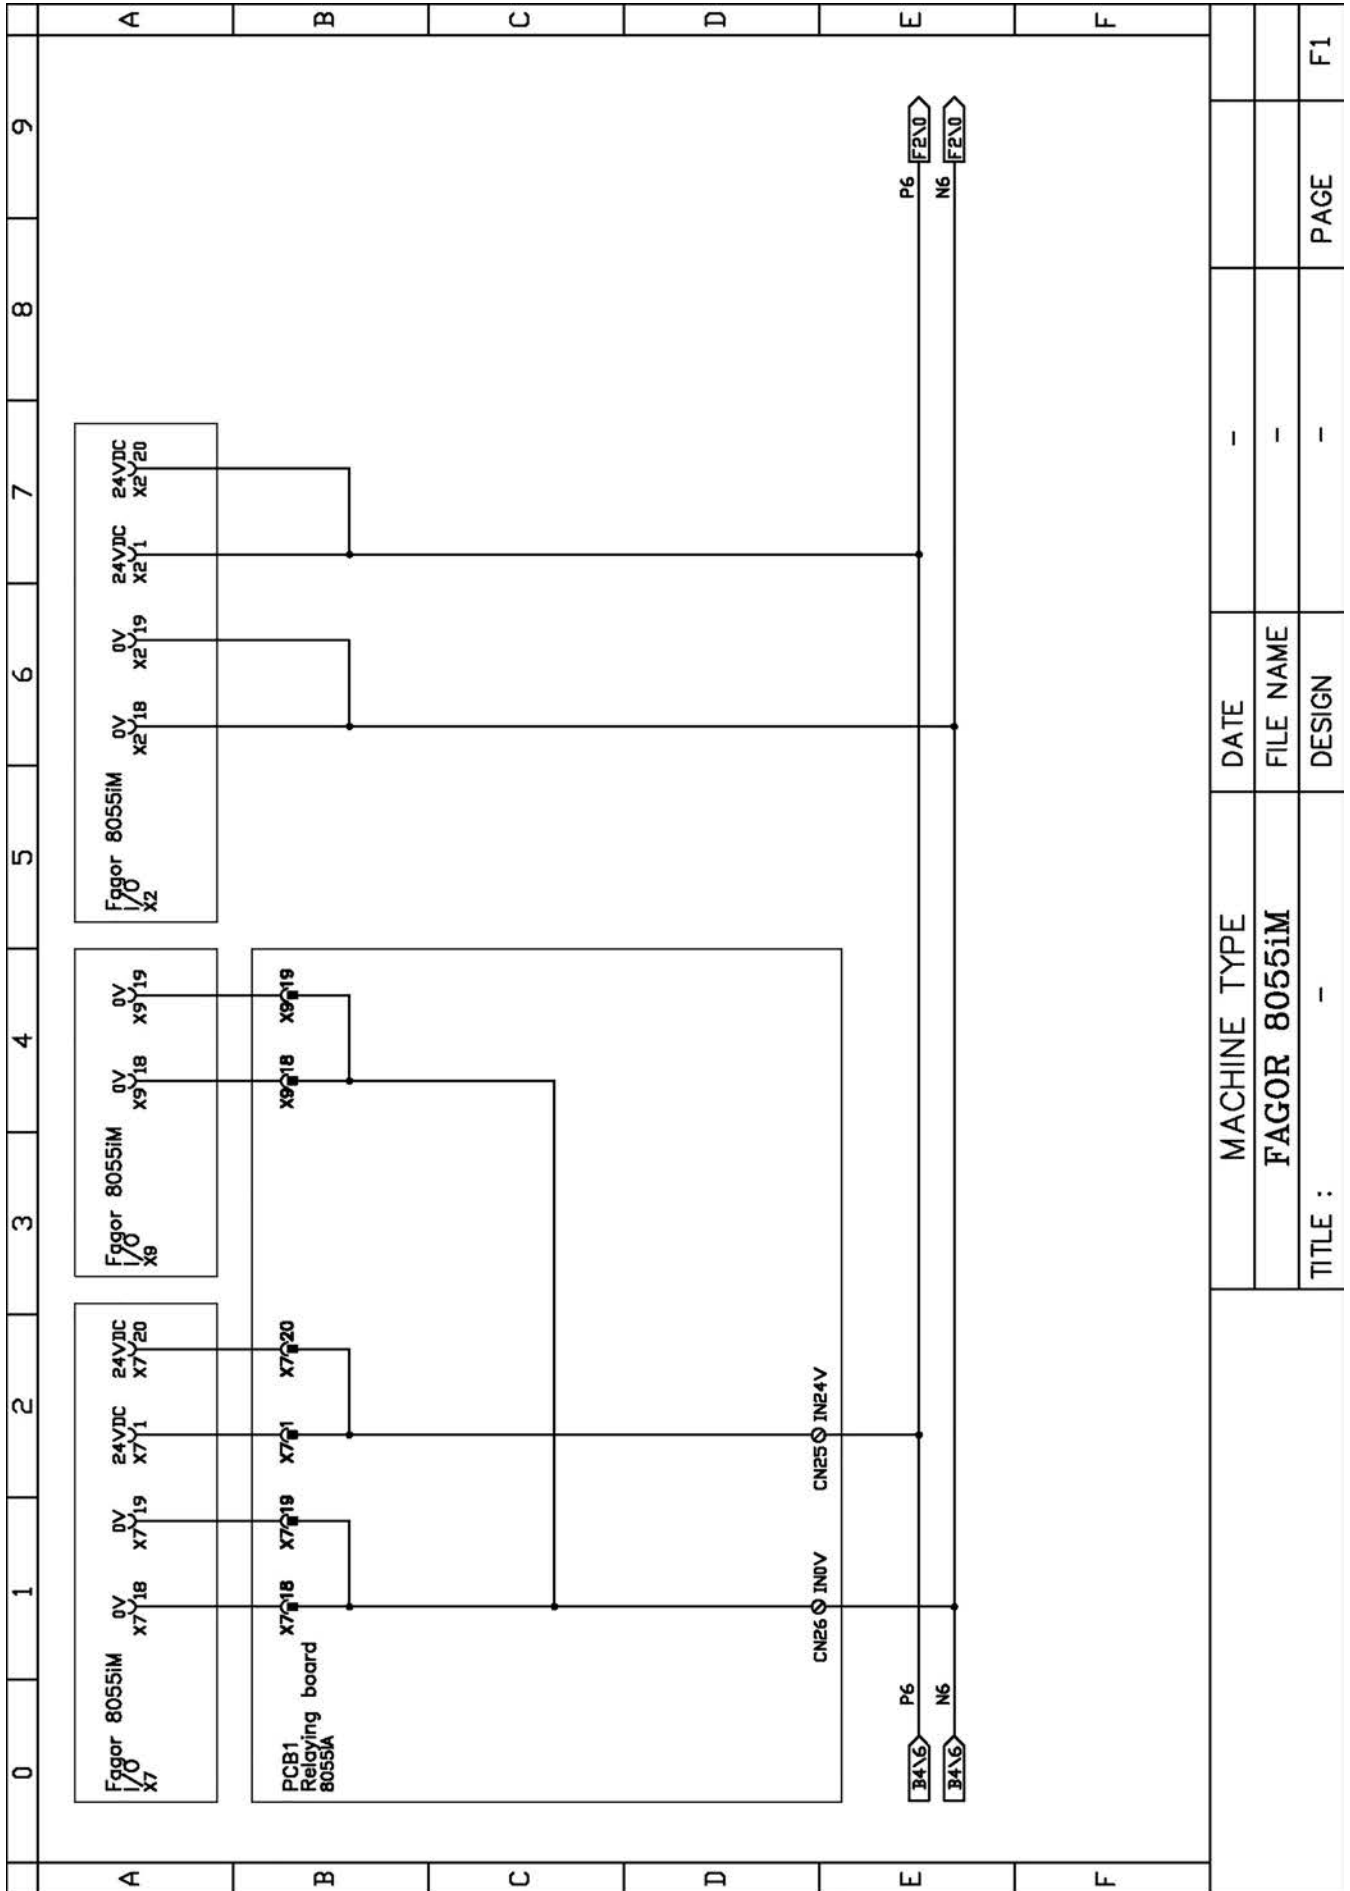 0 1 2 3 4 5 6 7 8 9
A A
B B
C C
D D
E E
F F
Fagor 8055iM
I/O
X7
0V
X7 18
0V
X7 19
24VDC
X7 1
24VDC
X7 20
Fagor 8055iM
I/O
X9
0V
X9 18
0V
X9 19
Fagor 8055iM
I/O
X2
0V
X2 18
0V
X2 19
24VDC
X2 1
24VDC
X2 20
X7 18
X7 19
X7 1
X7 20
X9 18
X9 19
PCB1
Relaying board
8055iA
CN26 IN0V
CN25 IN24V
B4\6 P6
P6 F2\0
B4\6 N6
N6 F2\0
MACHINE TYPE
DATE
-
FAGOR 8055iM
FILE NAME
-
TITLE :
-
DESIGN
-
PAGE
F1